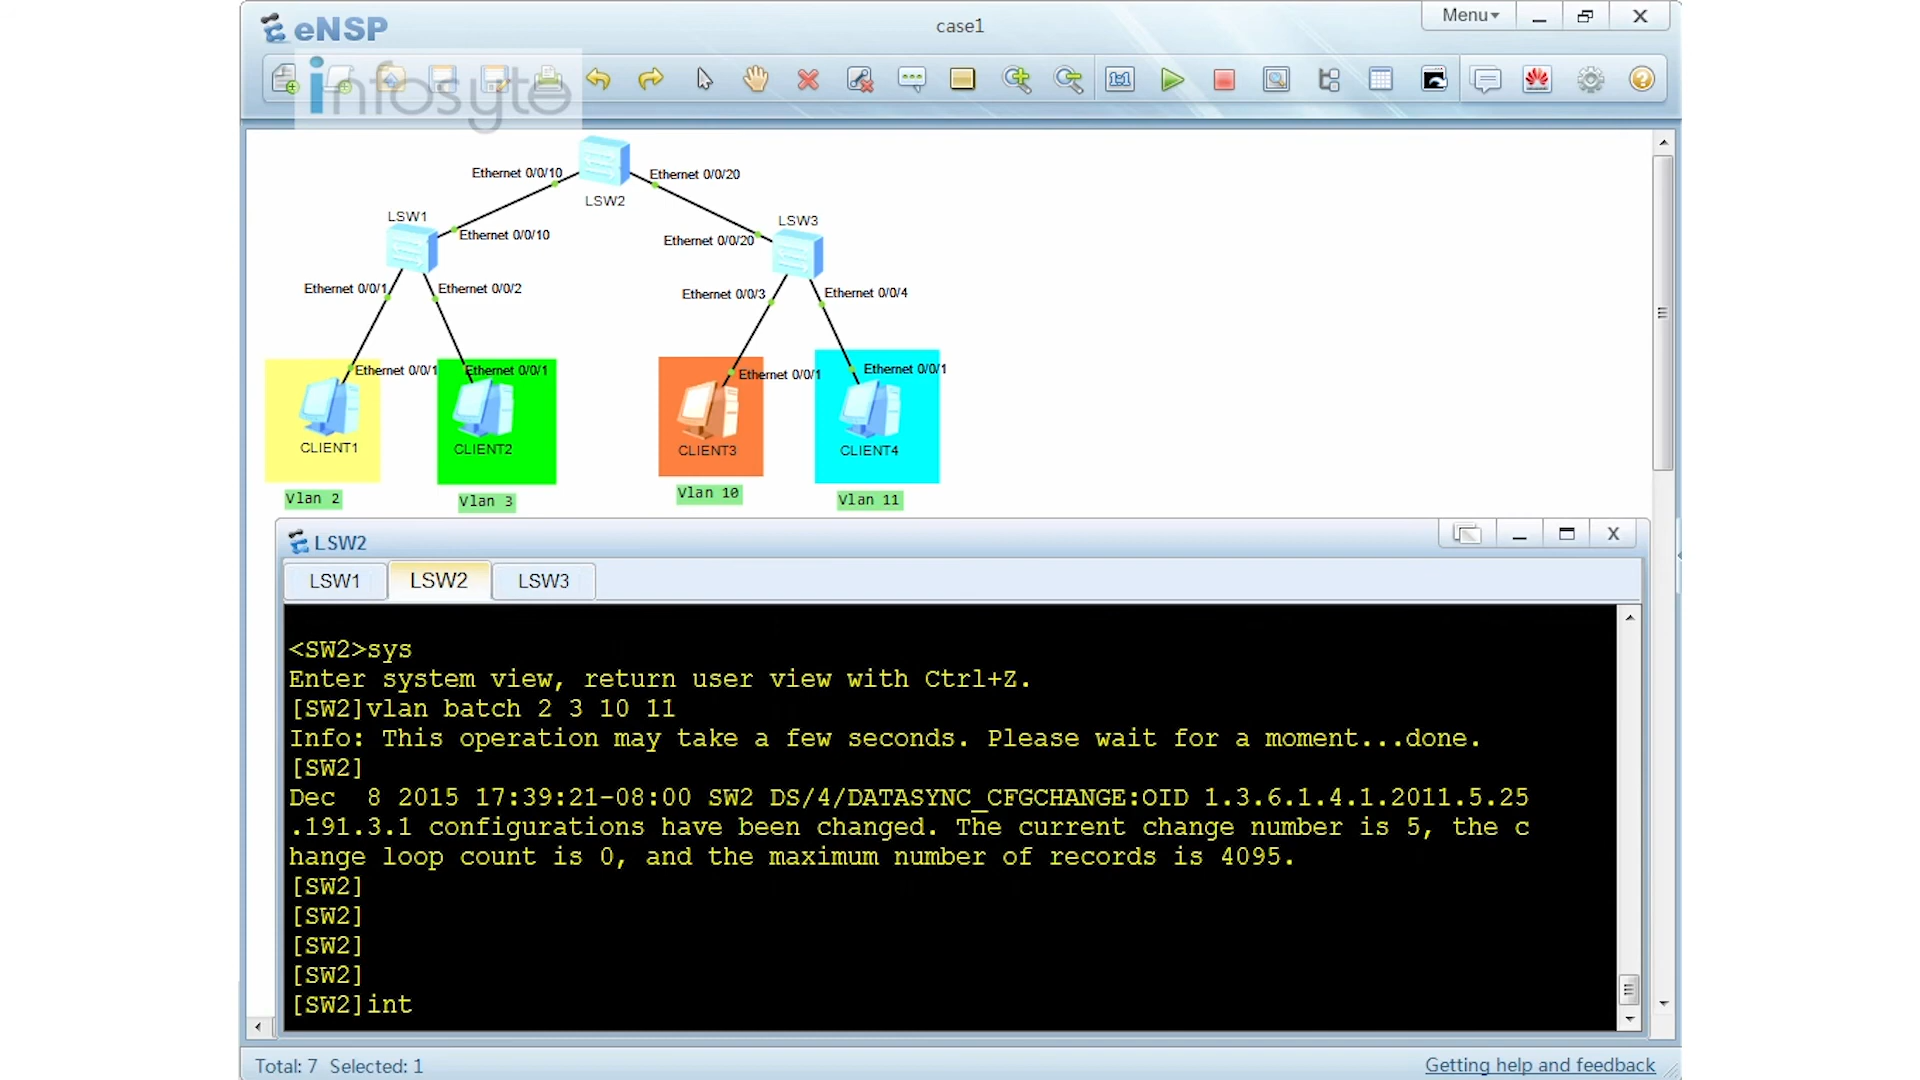 eNSP
case1
Menu
infosyte
1:1
Ethernet 0/0/10
Ethernet 0/0/20
LSW2
LSW1
LSW3
Ethernet 0/0/10
Ethernet 0/0/20
Ethernet 0/0/1
Ethernet 0/0/2
Ethernet 0/0/3
Ethernet 0/0/4
Ethernet 0/0/1
Ethernet 0/0/1
Ethernet 0/0/1
Ethernet 0/0/1
CLIENT1
CLIENT2
CLIENT3
CLIENT4
Vlan 2
Vlan 3
Vlan 10
Vlan 11
LSW2
LSW1
LSW2
LSW3
<SW2>sys
Enter system view, return user view with Ctrl+Z.
[SW2]vlan batch 2 3 10 11
Info: This operation may take a few seconds. Please wait for a moment...done.
[SW2]
Dec  8 2015 17:39:21-08:00 SW2 DS/4/DATASYNC_CFGCHANGE:OID 1.3.6.1.4.1.2011.5.25
.191.3.1 configurations have been changed. The current change number is 5, the c
hange loop count is 0, and the maximum number of records is 4095.
[SW2]
[SW2]
[SW2]
[SW2]
[SW2]int
Total: 7 Selected: 1
Getting help and feedback